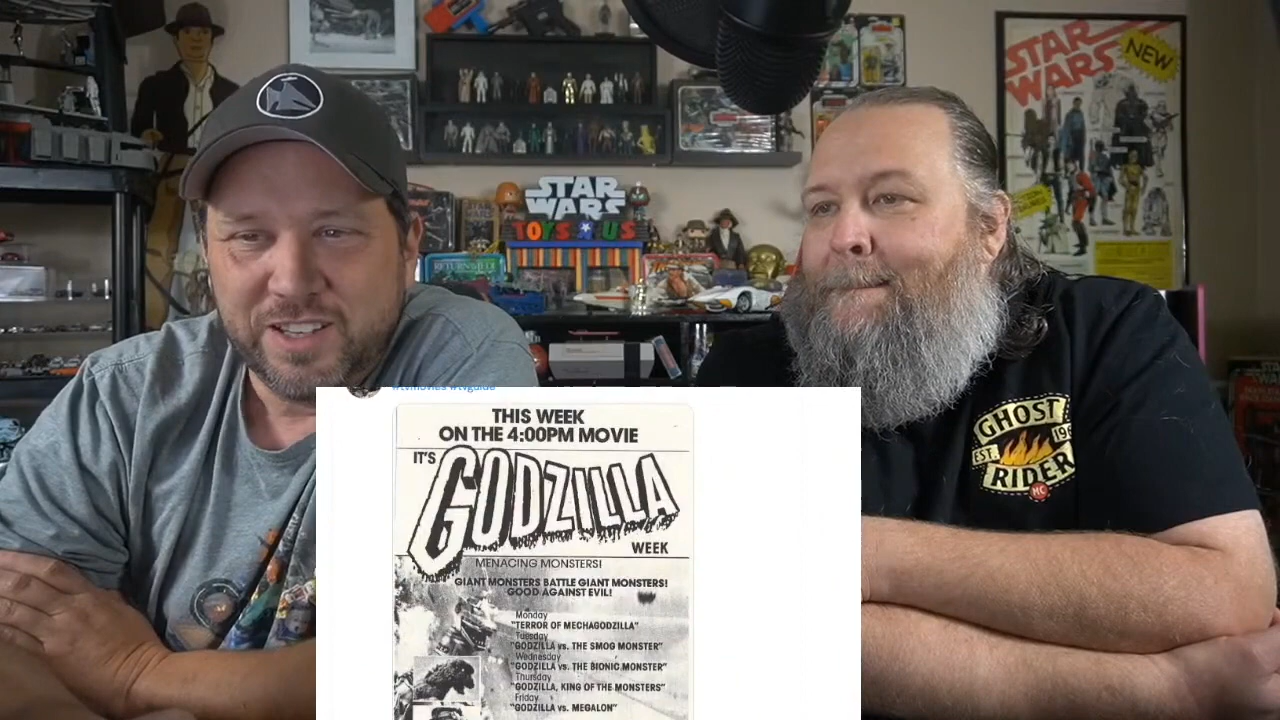 STAR
WARS
NEW
STAR
WARS
TOYS R US
GHOST
EST. 19
RIDER
MC
#tvmovies #tvguide
THIS WEEK
ON THE 4:00PM MOVIE
IT'S GODZILLA
WEEK
MENACING MONSTERS!
GIANT MONSTERS BATTLE GIANT MONSTERS!
GOOD AGAINST EVIL!
Monday
"TERROR OF MECHAGODZILLA"
Tuesday
"GODZILLA vs. THE SMOG MONSTER"
Wednesday
"GODZILLA vs. THE BIONIC MONSTER"
Thursday
"GODZILLA, KING OF THE MONSTERS"
Friday
"GODZILLA vs. MEGALON"